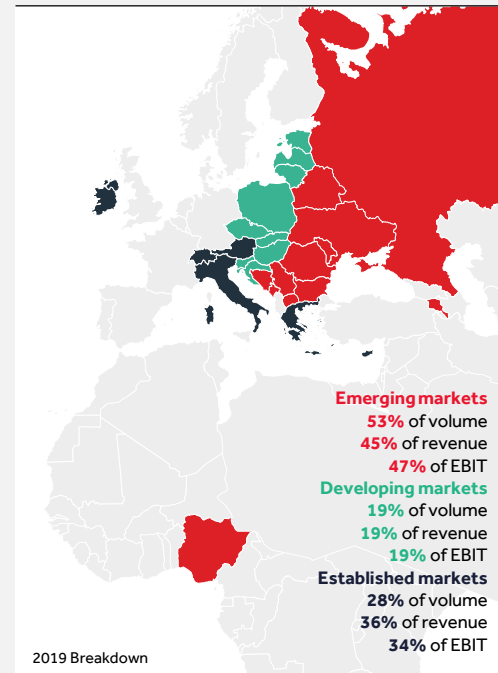 Emerging markets
53% of volume
45% of revenue
47% of EBIT
Developing markets
19% of volume
19% of revenue
19% of EBIT
Established markets
28% of volume
36% of revenue
34% of EBIT
2019 Breakdown